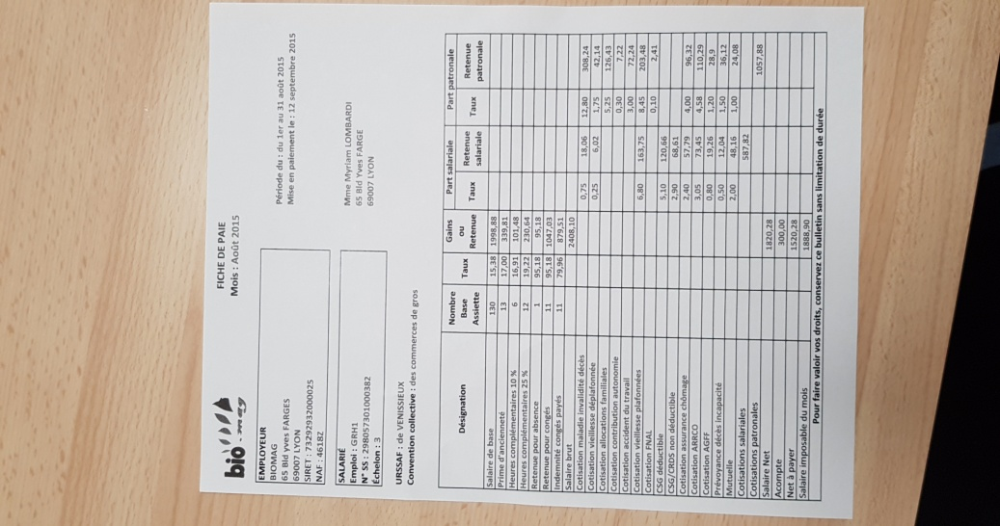 bio.mag
FICHE DE PAIE
Mois : Août 2015
EMPLOYEUR
BIOMAG
65 Bld yves FARGES
69007 LYON
SIRET : 73292932000025
NAF : 4618Z
Période du : du 1er au 31 août 2015
Mise en paiement le : 12 septembre 2015
SALARIÉ
Emploi : GRH1
N° SS : 298057301000382
Échelon : 3
Mme Myriam LOMBARDI
65 Bld Yves FARGE
69007 LYON
URSSAF : de VENISSIEUX
Convention collective : des commerces de gros
Désignation Nombre Base Assiette Taux Gains ou Retenue Part salariale Part patronale
Taux Retenue salariale Taux Retenue patronale
Salaire de base 130 15,38 1998,88
Prime d'ancienneté 13 17,00 339,81
Heures complémentaires 10 % 6 16,91 101,48
Heures complémentaires 25 % 12 19,22 230,64
Retenue pour absence 1 95,18 95,18
Retenue pour congés 11 95,18 1047,03
Indemnité congés payés 11 79,96 879,51
Salaire brut 2408,10
Cotisation maladie invalidité décès 0,75 18,06 12,80 308,24
Cotisation vieillesse déplafonnée 0,25 6,02 1,75 42,14
Cotisation allocations familiales 5,25 126,43
Cotisation contribution autonomie 0,30 7,22
Cotisation accident du travail 3,00 72,24
Cotisation vieillesse plafonnées 6,80 163,75 8,45 203,48
Cotisation FNAL 0,10 2,41
CSG déductible 5,10 120,66
CSG/CRDS non déductible 2,90 68,61
Cotisation assurance chômage 2,40 57,79 4,00 96,32
Cotisation ARRCO 3,05 73,45 4,58 110,29
Cotisation AGFF 0,80 19,26 1,20 28,9
Prévoyance décès incapacité 0,50 12,04 1,50 36,12
Mutuelle 2,00 48,16 1,00 24,08
Cotisations salariales 587,82
Cotisations patronales 1057,88
Salaire Net 1820,28
Acompte 300,00
Net à payer 1520,28
Salaire imposable du mois 1888,90
Pour faire valoir vos droits, conservez ce bulletin sans limitation de durée